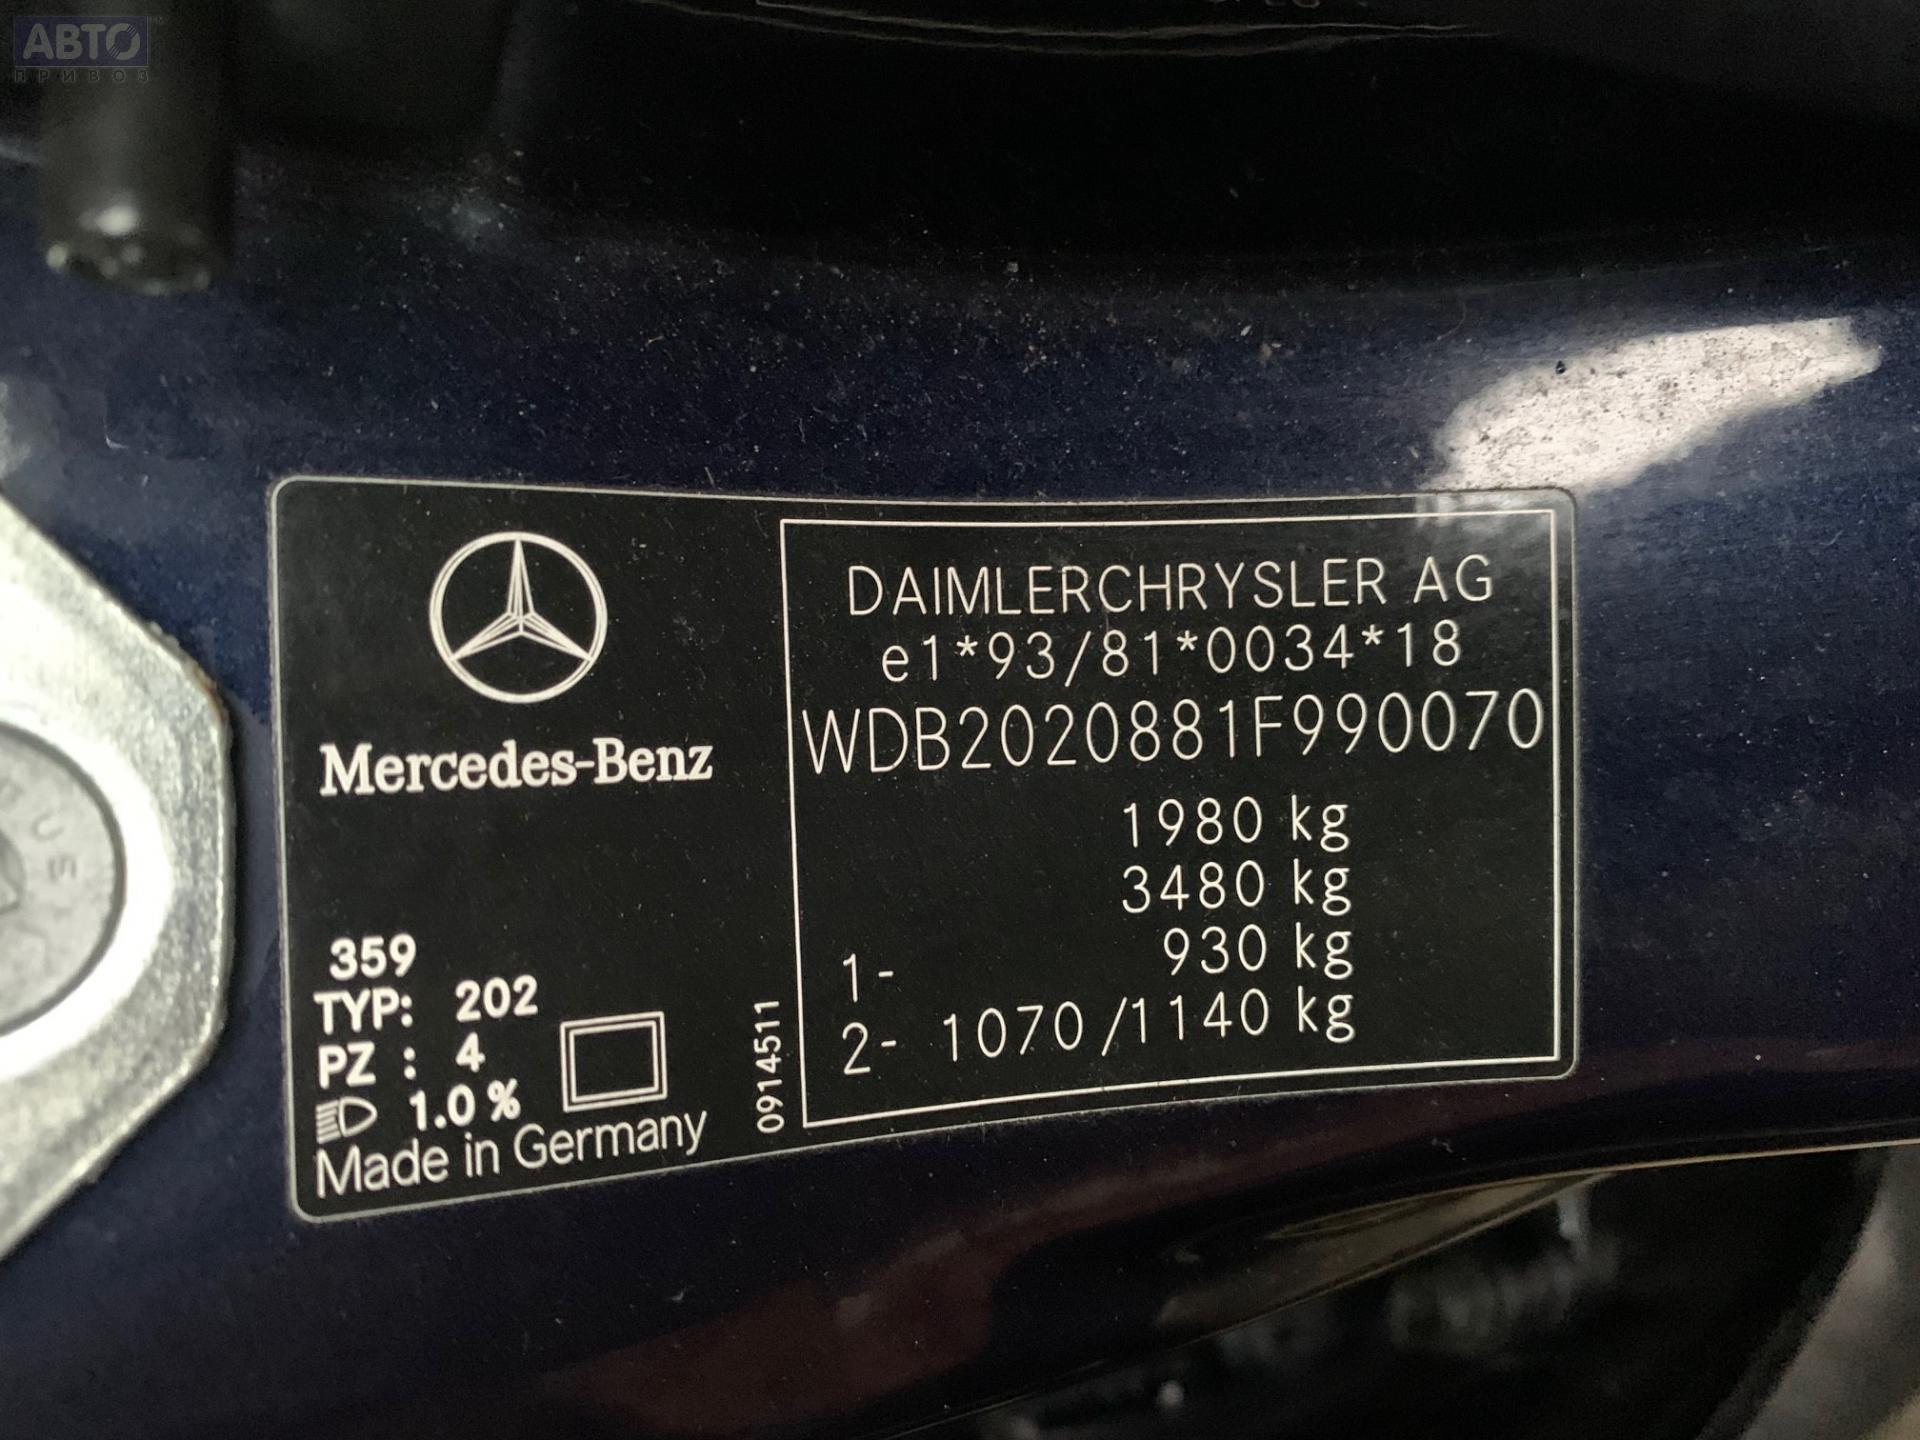 АВТО
ПРИВОЗ
Mercedes-Benz
DAIMLERCHRYSLER AG
e1*93/81*0034*18
WDB2020881F990070
1980 kg
3480 kg
1- 930 kg
2- 1070/1140 kg
359
TYP: 202
PZ : 4
1.0%
Made in Germany
0914511